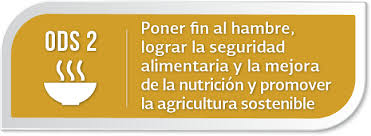 ODS 2
Poner fin al hambre,
lograr la seguridad
alimentaria y la mejora
de la nutrición y promover
la agricultura sostenible